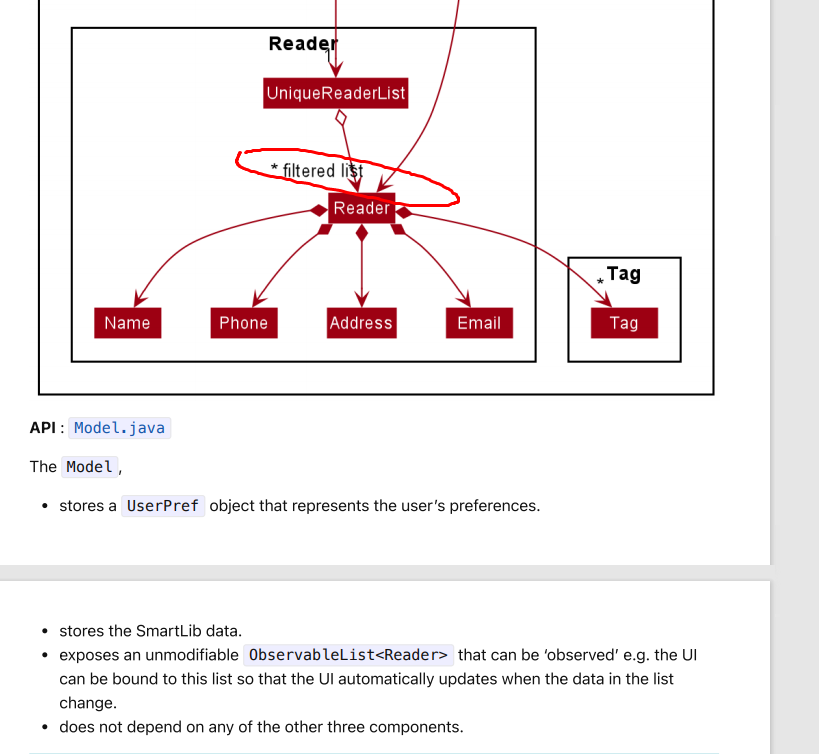 Reader
1
UniqueReaderList
* filtered list
Reader
* Tag
Name Phone Address Email Tag
API : Model.java
The Model ,
• stores a UserPref object that represents the user’s preferences.
• stores the SmartLib data.
• exposes an unmodifiable ObservableList<Reader> that can be ‘observed’ e.g. the UI
can be bound to this list so that the UI automatically updates when the data in the list
change.
• does not depend on any of the other three components.